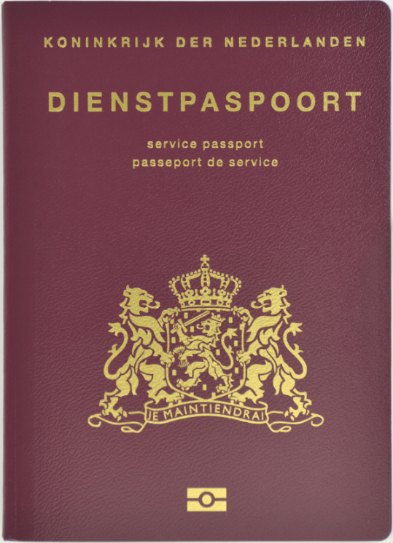 KONINKRIJK DER NEDERLANDEN
DIENSTPASPOORT
service passport
passeport de service
JE MAINTIENDRAI